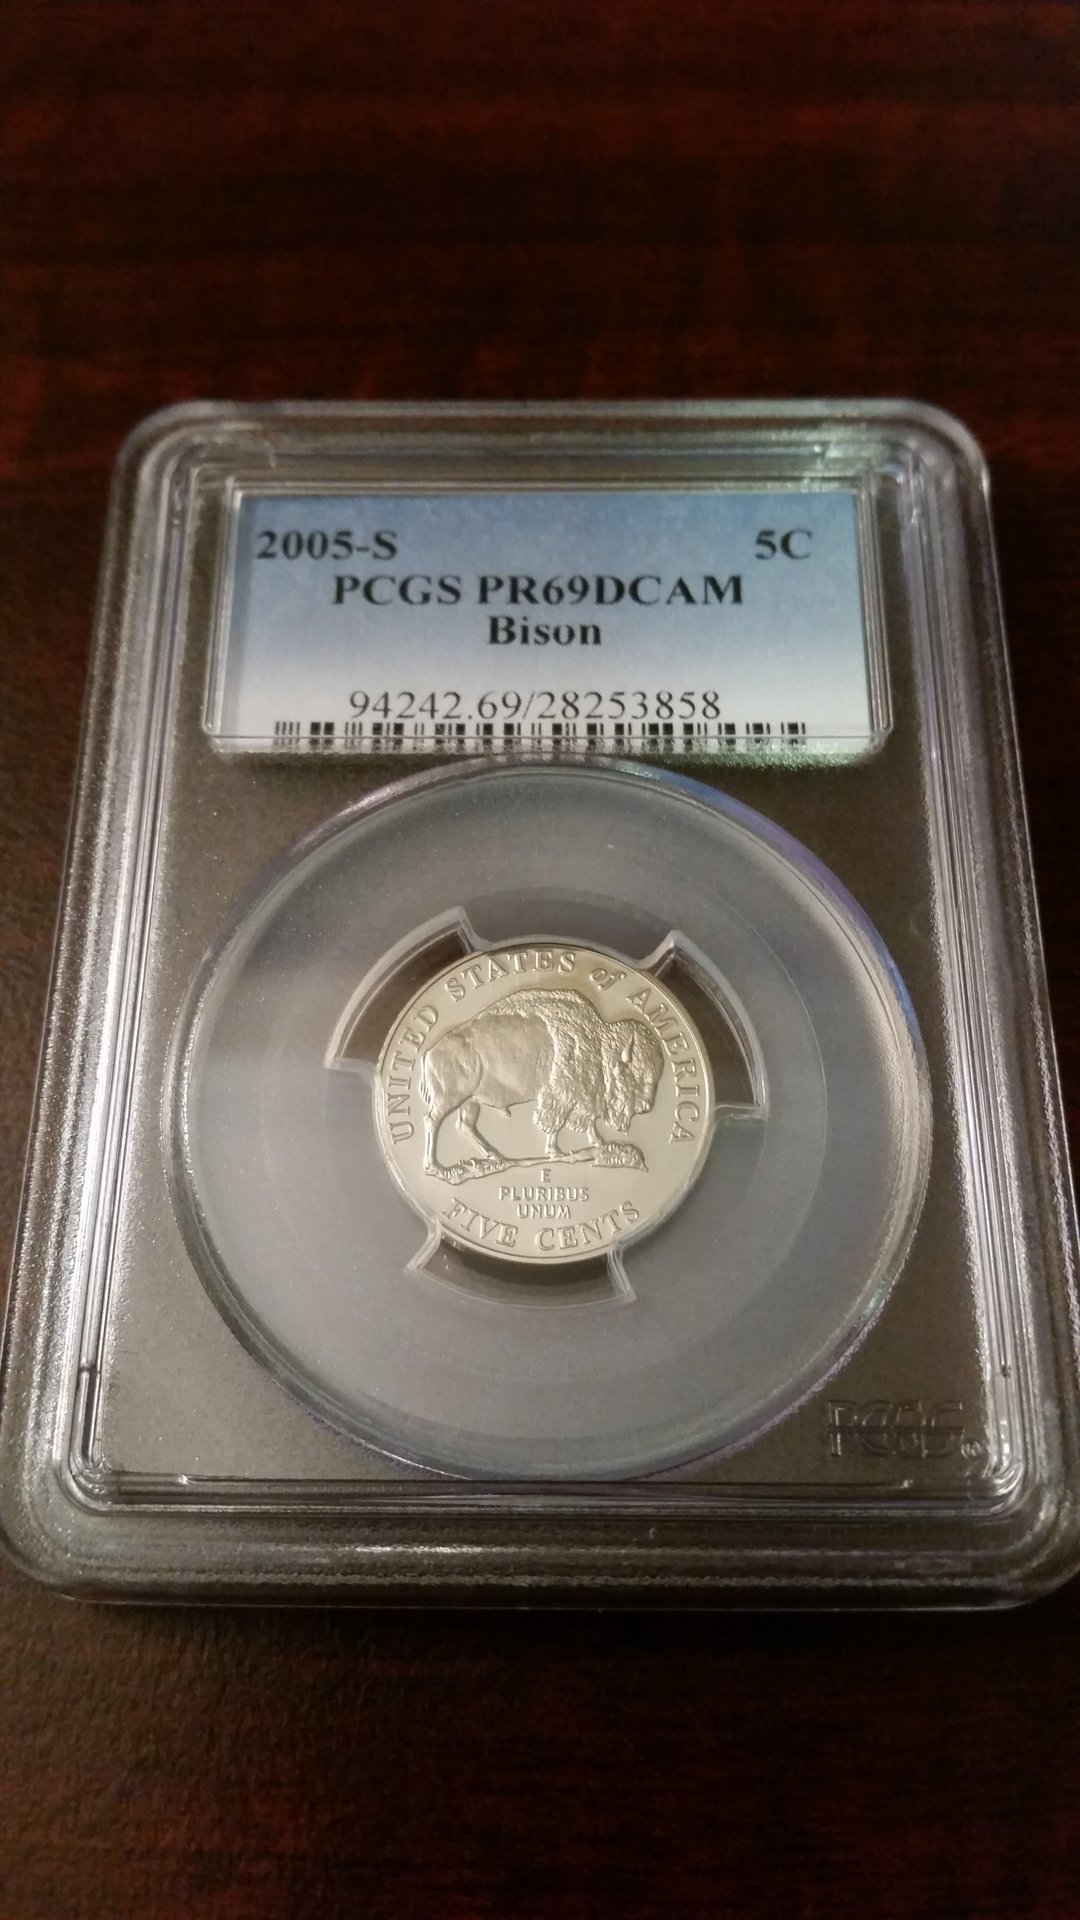 2005-S 5C
PCGS PR69DCAM
Bison
94242.69/28253858
UNITED STATES of AMERICA
E
PLURIBUS
UNUM
FIVE CENTS
PCGS